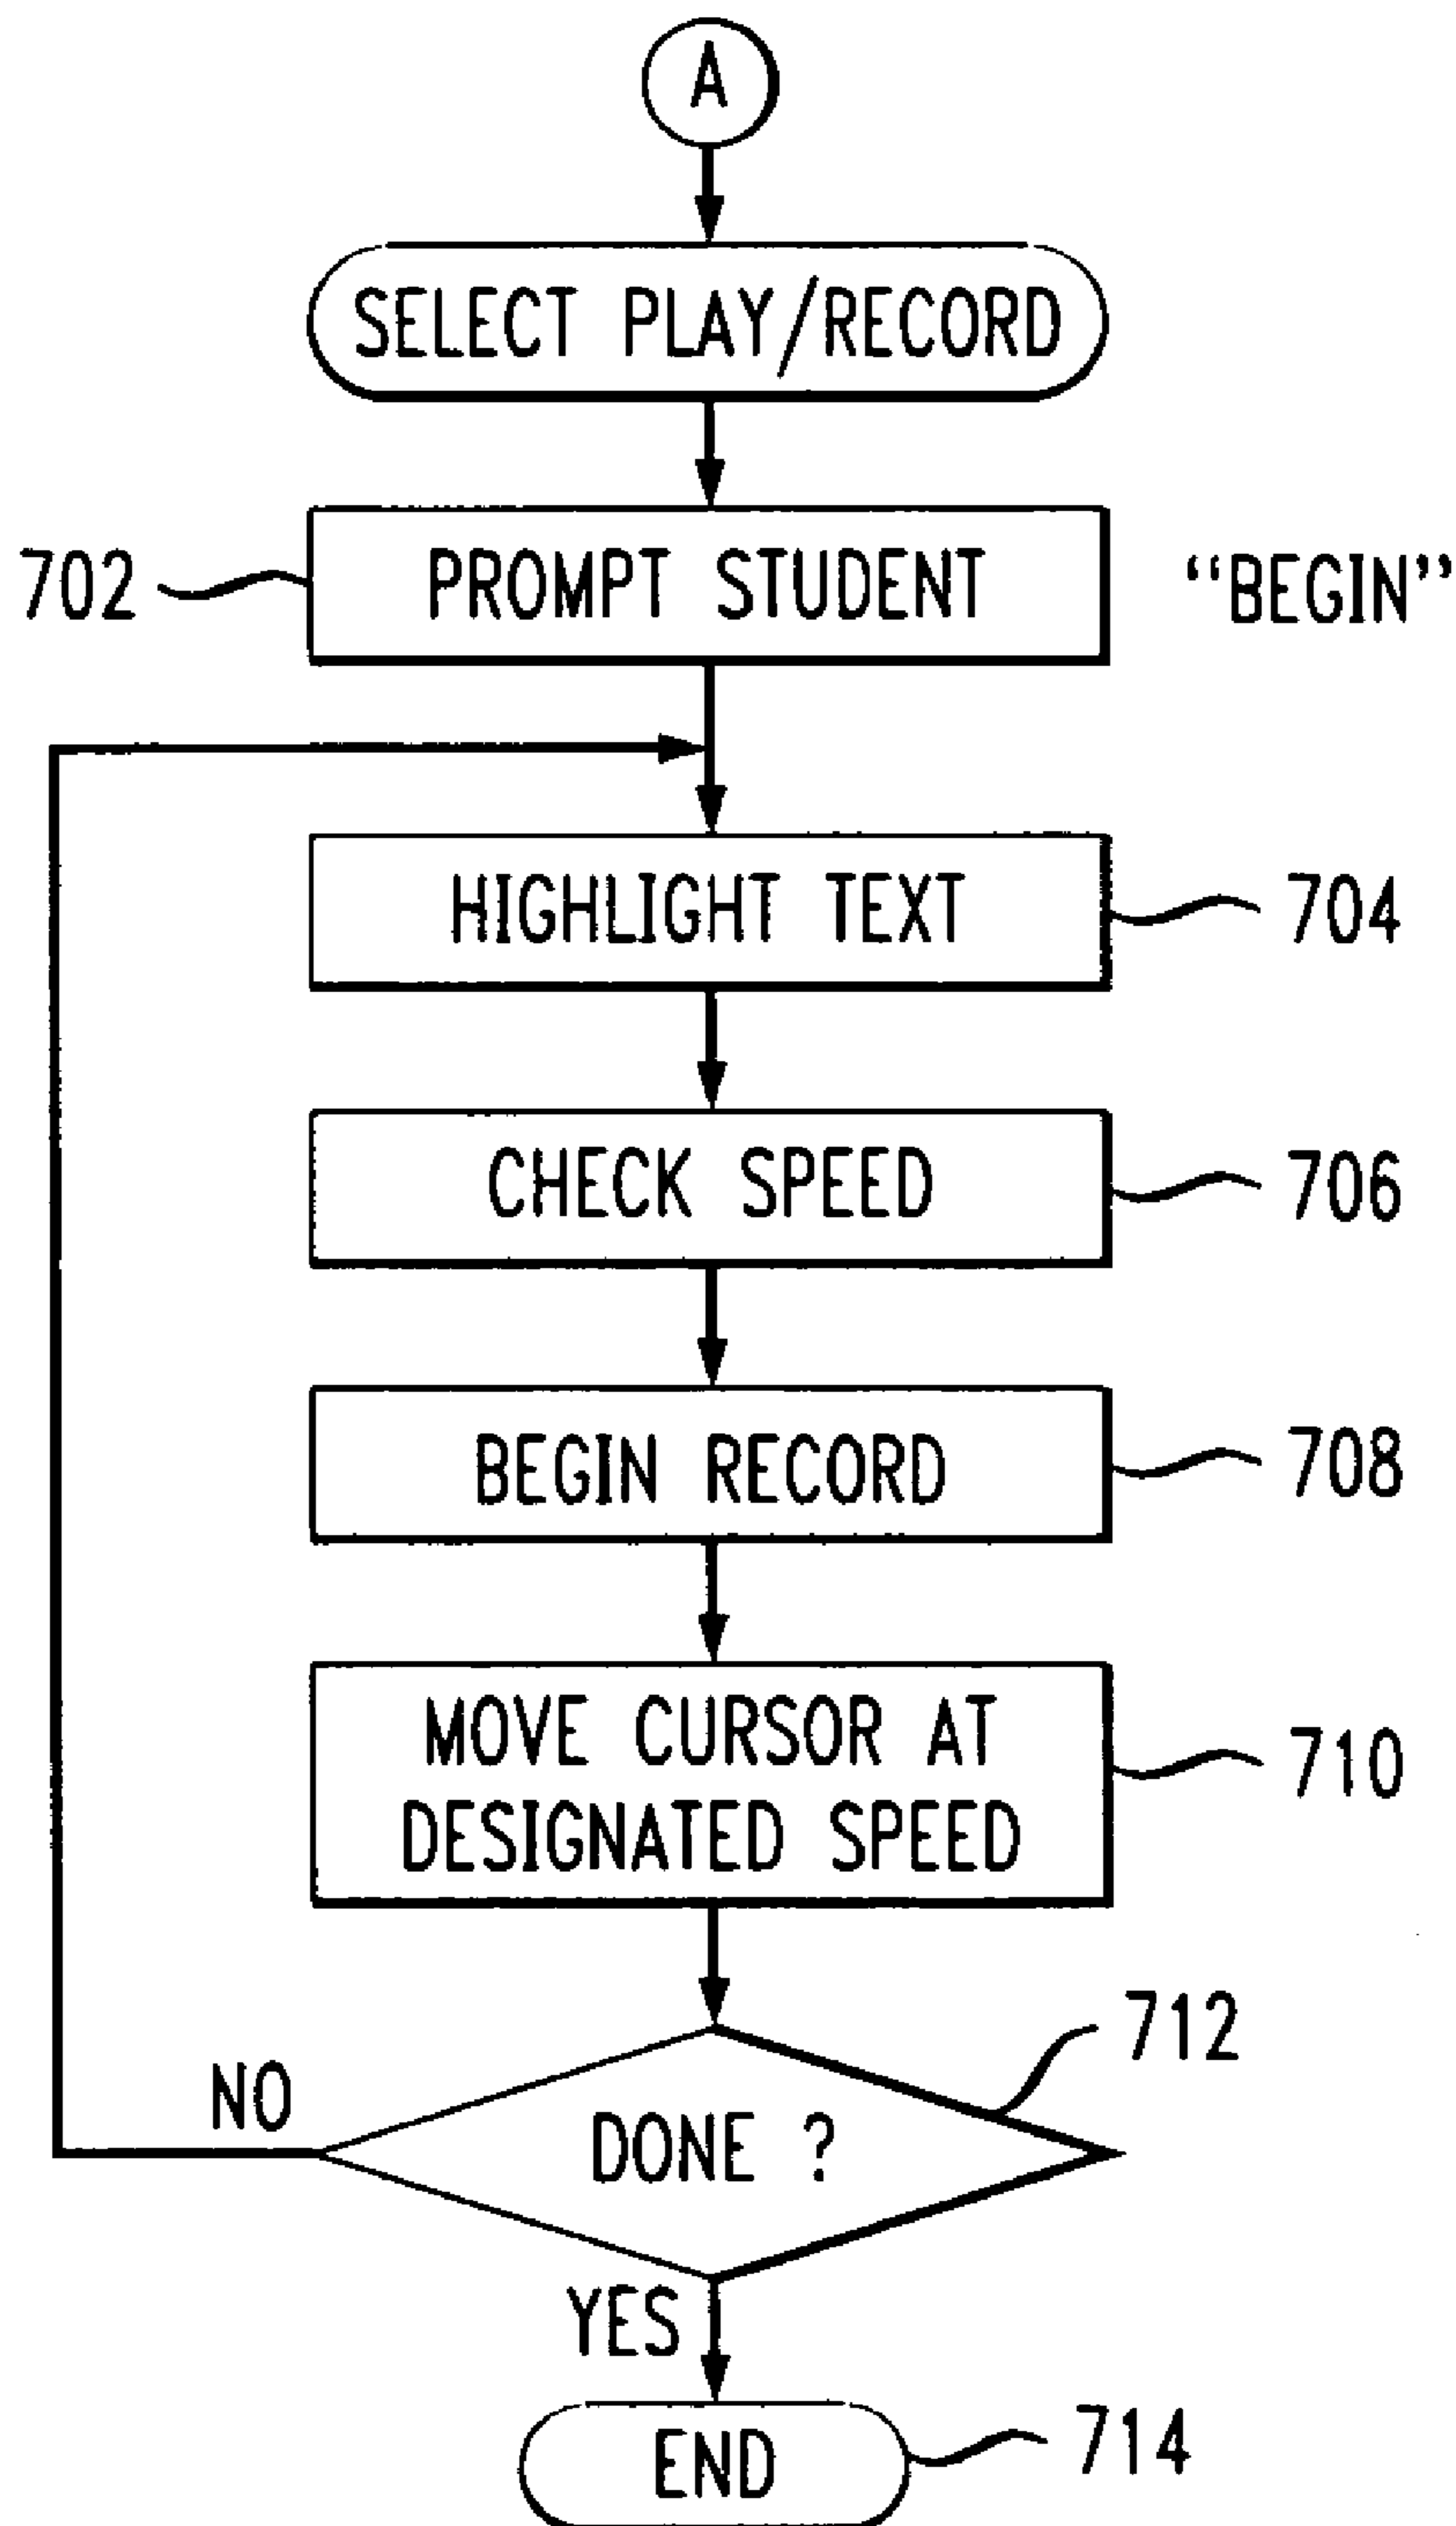 A
SELECT PLAY/RECORD
702
PROMPT STUDENT
“BEGIN”
HIGHLIGHT TEXT
704
CHECK SPEED
706
BEGIN RECORD
708
MOVE CURSOR AT
DESIGNATED SPEED
710
712
NO
DONE ?
YES
END
714